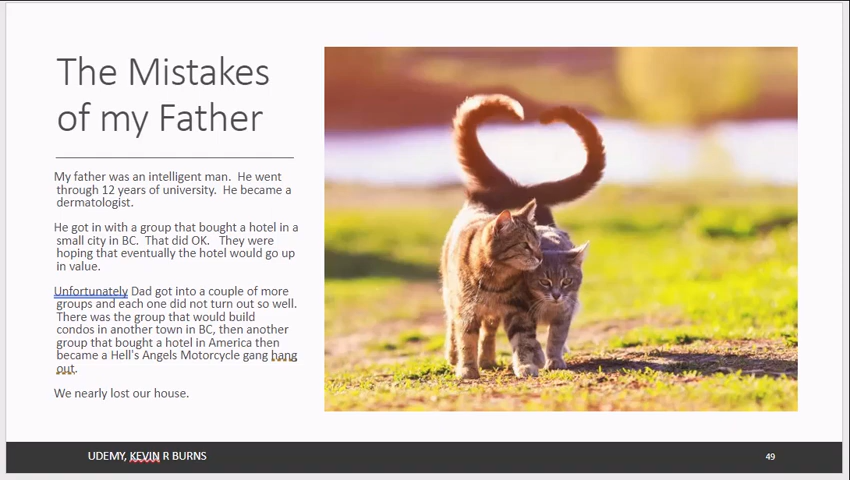 The Mistakes
of my Father
My father was an intelligent man.  He went
through 12 years of university.  He became a
dermatologist.
He got in with a group that bought a hotel in a
small city in BC.  That did OK.   They were
hoping that eventually the hotel would go up
in value.
Unfortunately Dad got into a couple of more
groups and each one did not turn out so well.
There was the group that would build
condos in another town in BC, then another
group that bought a hotel in America then
became a Hell's Angels Motorcycle gang hang
out.
We nearly lost our house.
UDEMY, KEVIN R BURNS
49